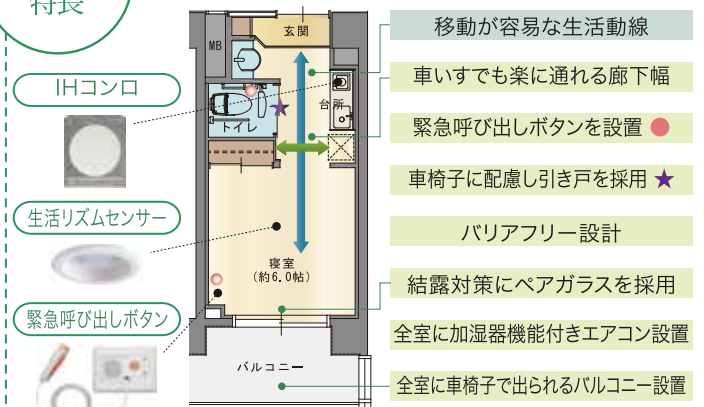 特長
IHコンロ
生活リズムセンサー
緊急呼び出しボタン
玄関
MB
台所
トイレ
寝室
(約6.0帖)
バルコニー
移動が容易な生活動線
車いすでも楽に通れる廊下幅
緊急呼び出しボタンを設置
車椅子に配慮し引き戸を採用
バリアフリー設計
結露対策にペアガラスを採用
全室に加湿器機能付きエアコン設置
全室に車椅子で出られるバルコニー設置